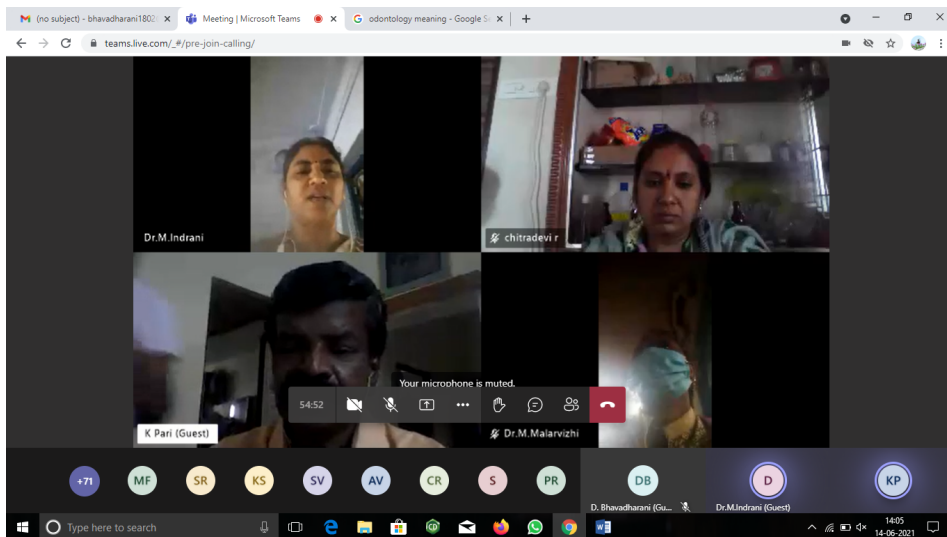 (no subject) - bhavadharani1802
Meeting | Microsoft Teams
odontology meaning - Google Se
teams.live.com/_#/pre-join-calling/
Dr.M.Indrani
chitradevi r
Your microphone is muted.
54:52
K Pari (Guest)
Dr.M.Malarvizhi
+71
MF
SR
KS
SV
AV
CR
S
PR
DB
D
KP
D. Bhavadharani (Gu...
Dr.M.Indrani (Guest)
Type here to search
14:05
14-06-2021